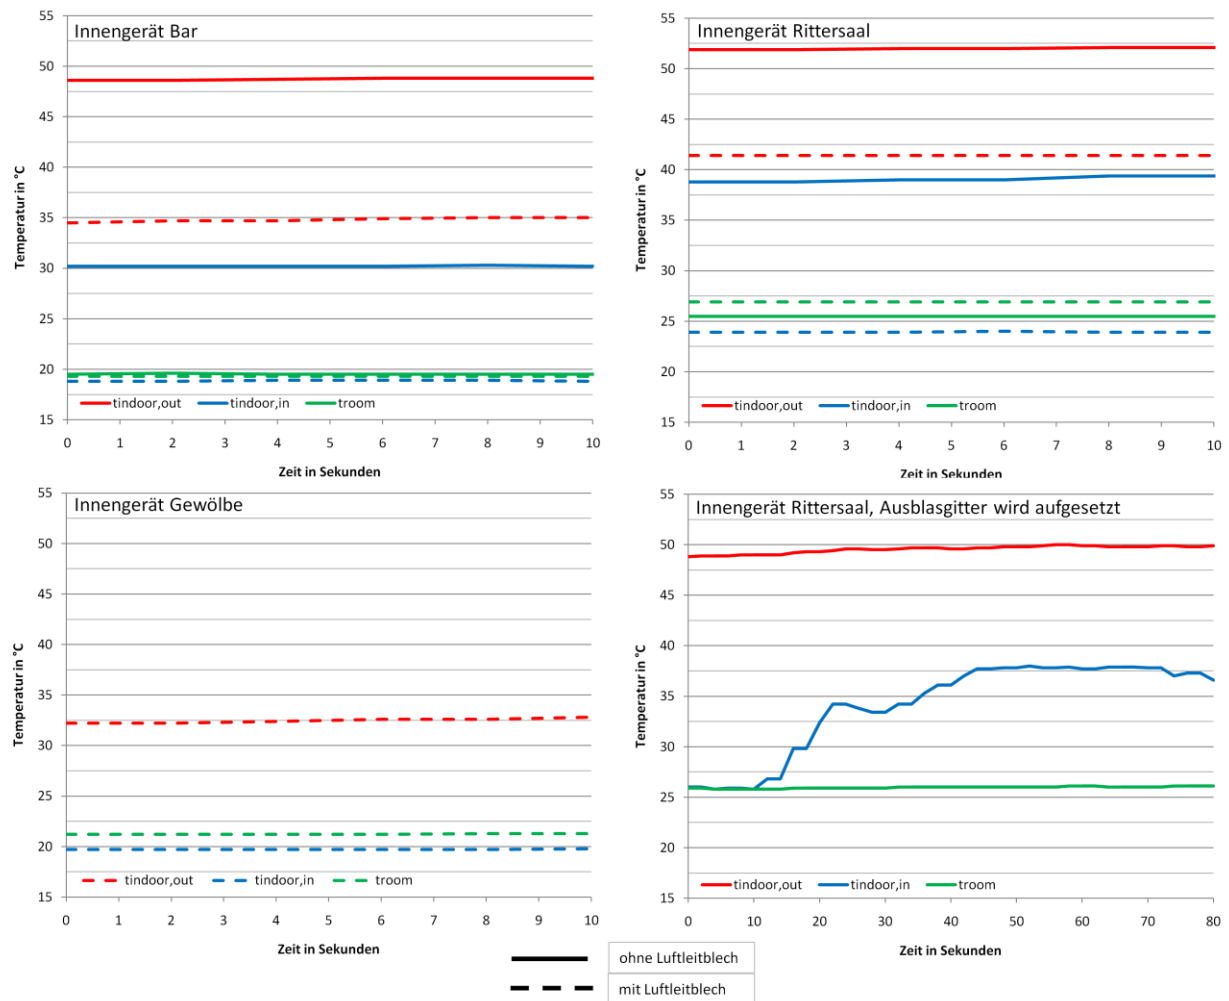 Innengerät Bar
55
50
45
40
35
30
25
20
15
Temperatur in °C
tindoor,out tindoor,in troom
0 1 2 3 4 5 6 7 8 9 10
Zeit in Sekunden
Innengerät Rittersaal
55
50
45
40
35
30
25
20
15
Temperatur in °C
tindoor,out tindoor,in troom
0 1 2 3 4 5 6 7 8 9 10
Zeit in Sekunden
Innengerät Gewölbe
55
50
45
40
35
30
25
20
15
Temperatur in °C
tindoor,out tindoor,in troom
0 1 2 3 4 5 6 7 8 9 10
Zeit in Sekunden
Innengerät Rittersaal, Ausblasgitter wird aufgesetzt
55
50
45
40
35
30
25
20
15
Temperatur in °C
tindoor,out tindoor,in troom
0 10 20 30 40 50 60 70 80
Zeit in Sekunden
ohne Luftleitblech
mit Luftleitblech